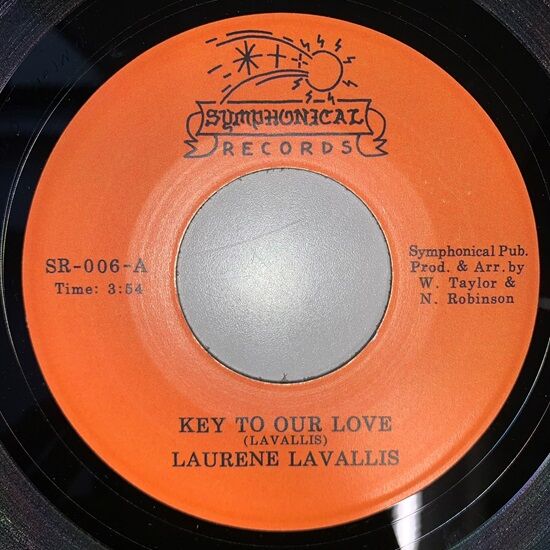 SYMPHONICAL
RECORDS
SR-006-A
Time: 3:54
Symphonical Pub.
Prod. & Arr. by
W. Taylor &
N. Robinson
KEY TO OUR LOVE
(LAVALLIS)
LAURENE LAVALLIS